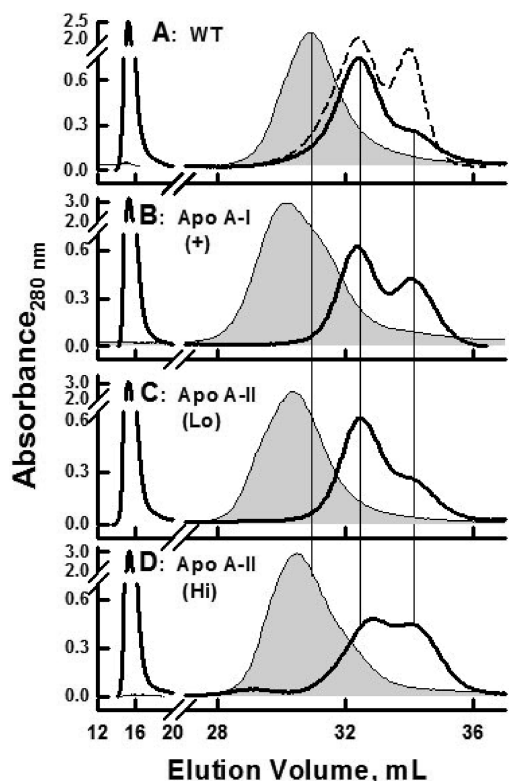 2.5
2.0
A: WT
0.6
0.3
0.0
3.0
2.0
B: Apo A-I
(+)
0.6
0.3
0.0
3.0
2.0
C: Apo A-II
(Lo)
0.6
0.3
0.0
3.0
2.0
D: Apo A-II
(Hi)
0.6
0.3
0.0
Absorbance280 nm
12 16 20 28 32 36
Elution Volume, mL